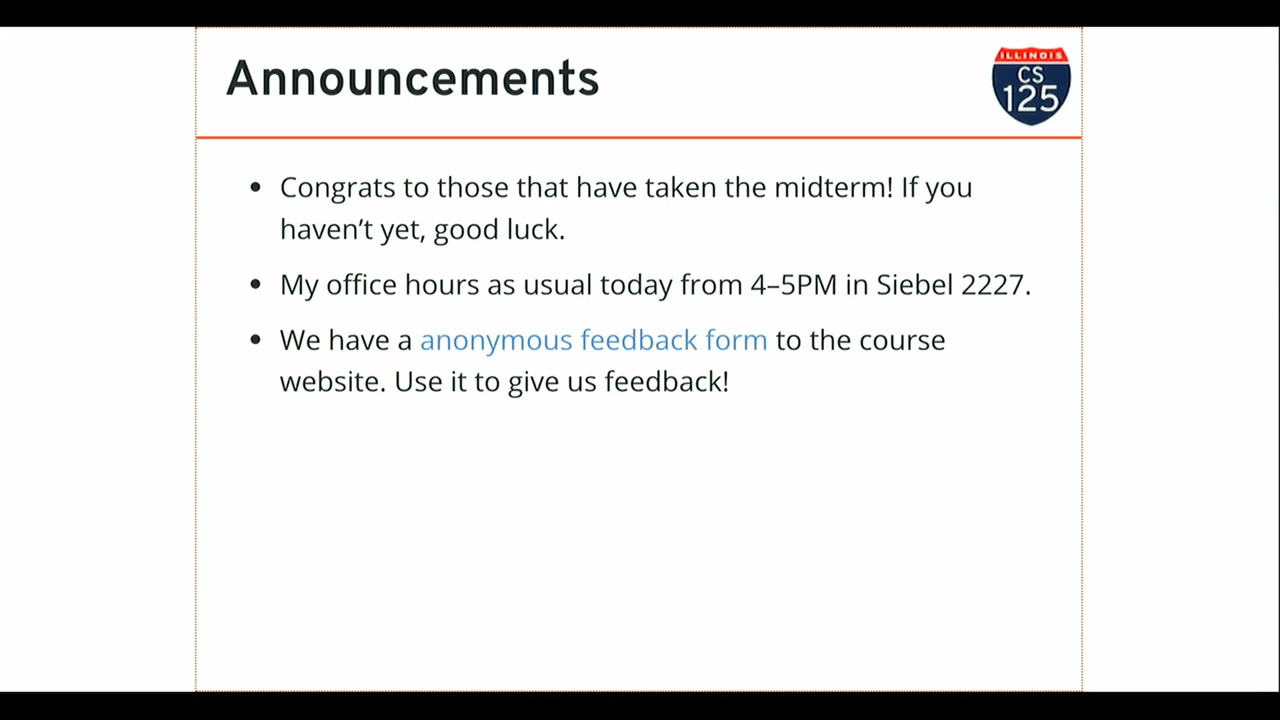 Announcements
ILLINOIS
CS
125
• Congrats to those that have taken the midterm! If you
haven’t yet, good luck.
• My office hours as usual today from 4–5PM in Siebel 2227.
• We have a anonymous feedback form to the course
website. Use it to give us feedback!